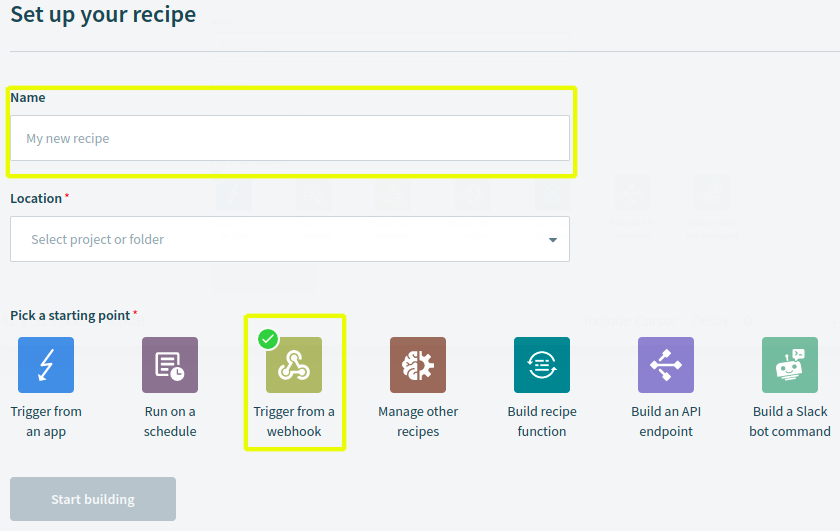 Set up your recipe
Name
My new recipe
Location *
Select project or folder
Pick a starting point *
Trigger from
an app
Run on a
schedule
Trigger from a
webhook
Manage other
recipes
Build recipe
function
Build an API
endpoint
Build a Slack
bot command
Start building